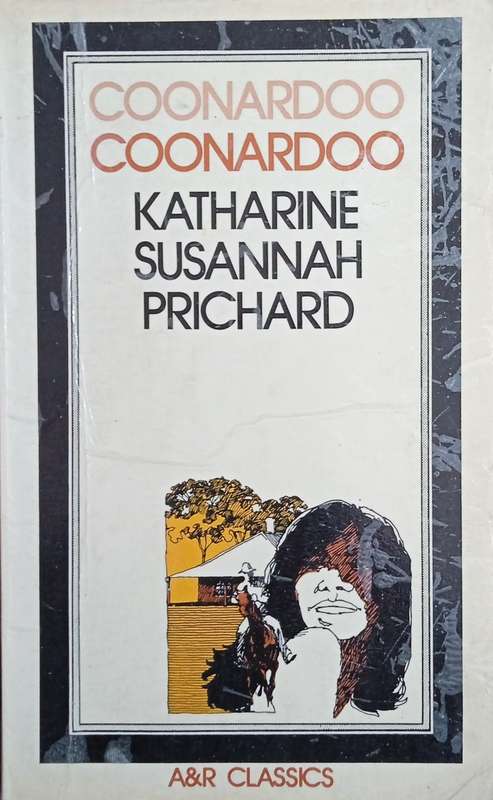 COONARDOO
COONARDOO
KATHARINE
SUSANNAH
PRICHARD
A&R CLASSICS